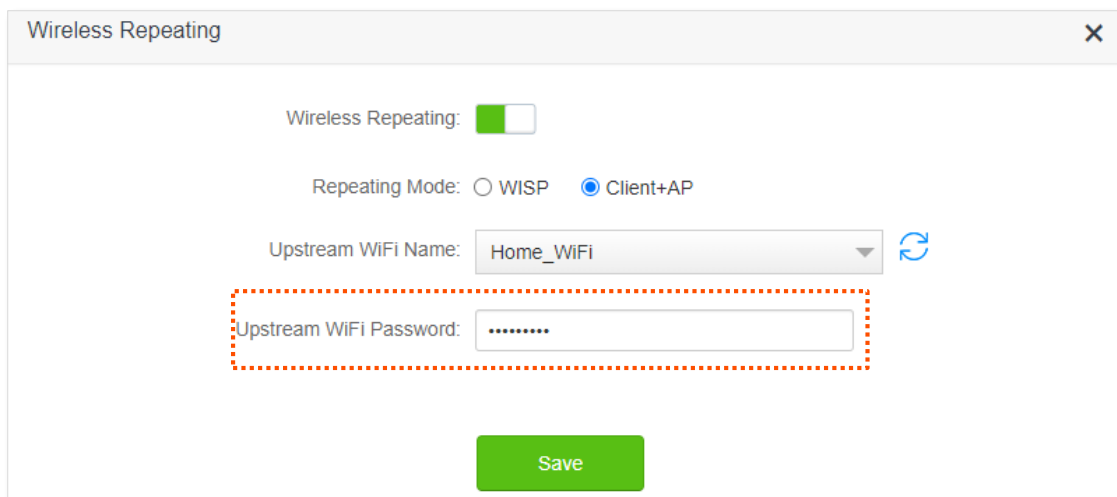 Wireless Repeating
Wireless Repeating:
Repeating Mode: WISP Client+AP
Upstream WiFi Name: Home_WiFi
Upstream WiFi Password: •••••••••
Save